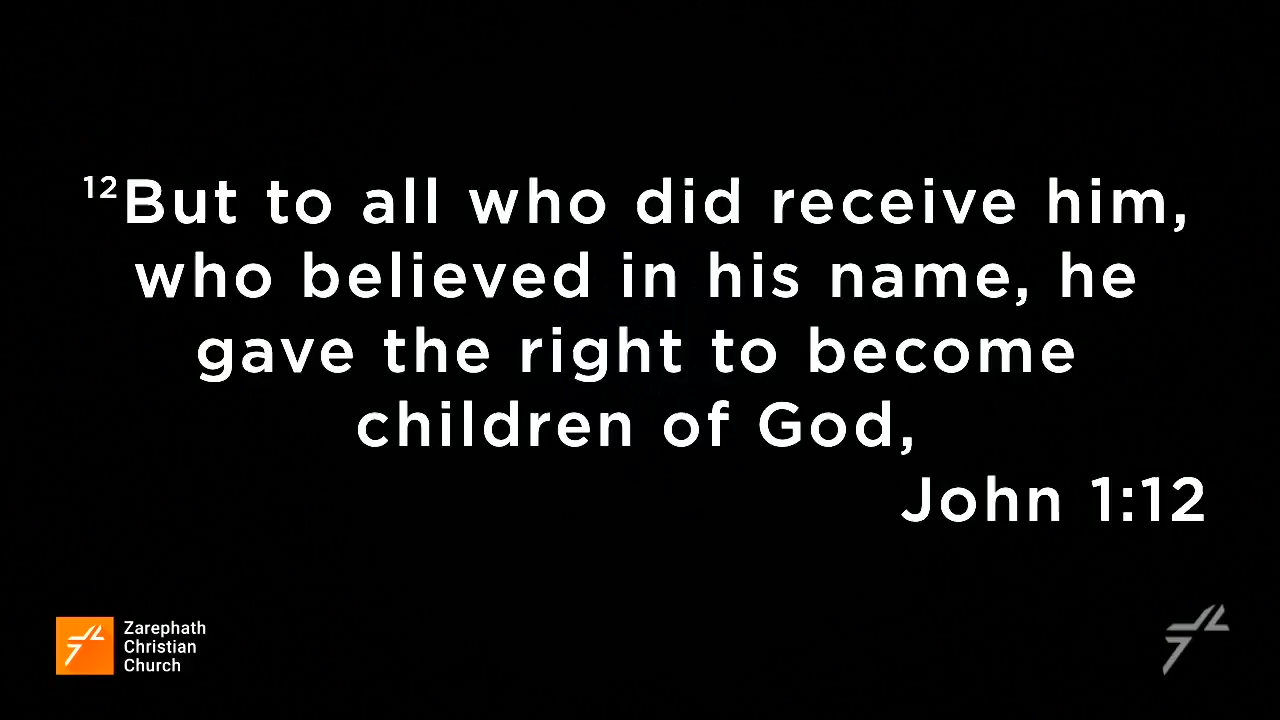 ¹²But to all who did receive him,
who believed in his name, he
gave the right to become
children of God,
John 1:12
Zarephath
Christian
Church